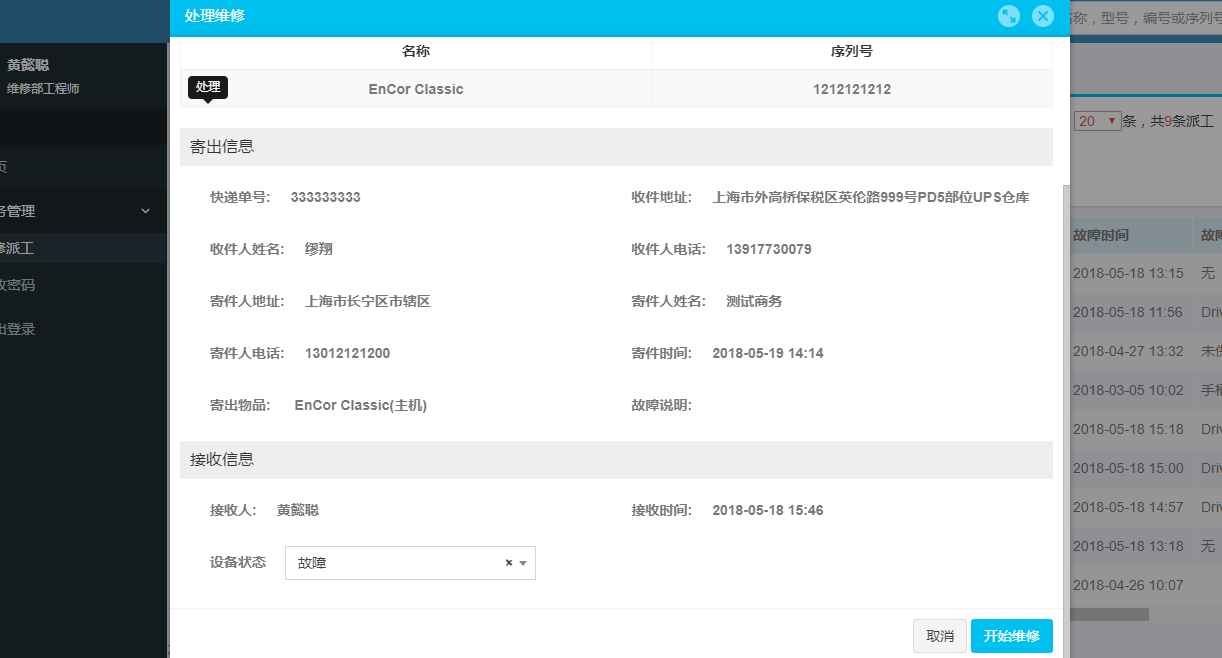 处理维修
称，型号，编号或序列号
黄懿聪
维修部工程师
名称 序列号
处理 EnCor Classic 1212121212
20 条，共9条派工
寄出信息
页
快递单号: 333333333 收件地址: 上海市外高桥保税区英伦路999号PD5部位UPS仓库
务管理
故障时间 故障
修派工
收件人姓名: 缪翔 收件人电话: 13917730079
2018-05-18 13:15 无
改密码
寄件人地址: 上海市长宁区市辖区 寄件人姓名: 测试商务
2018-05-18 11:56 Driv
出登录
寄件人电话: 13012121200 寄件时间: 2018-05-19 14:14
2018-04-27 13:32 未
2018-03-05 10:02 手柄
寄出物品: EnCor Classic(主机) 故障说明:
2018-05-18 15:18 Driv
接收信息
2018-05-18 15:00 Driv
接收人: 黄懿聪 接收时间: 2018-05-18 15:46
2018-05-18 14:57 Driv
2018-05-18 13:18 无
设备状态 故障 ×
2018-04-26 10:07
取消 开始维修